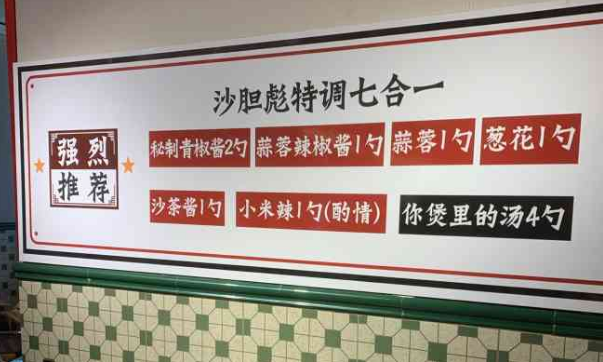 沙胆彪特调七合一
强烈
推荐
秘制青椒酱2勺 蒜蓉辣椒酱1勺 蒜蓉1勺 葱花1勺
沙茶酱1勺 小米辣1勺(酌情) 你煲里的汤4勺